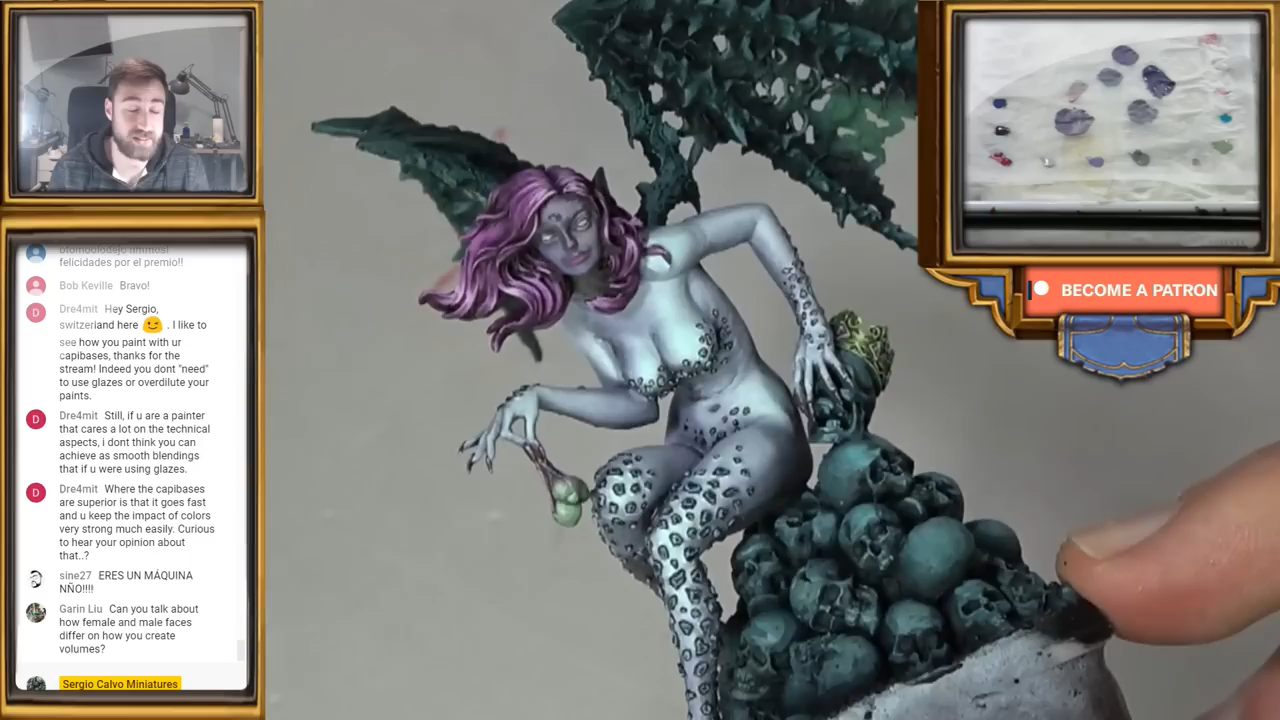 otomoolodejo ¡immos!
felicidades por el premio!!
Bob Keville Bravo!
Dre4mit Hey Sergio,
switzeriand here . I like to
see how you paint with ur
capibases, thanks for the
stream! Indeed you dont "need"
to use glazes or overdilute your
paints.
Dre4mit Still, if u are a painter
that cares a lot on the technical
aspects, i dont think you can
achieve as smooth blendings
that if u were using glazes.
Dre4mit Where the capibases
are superior is that it goes fast
and u keep the impact of colors
very strong much easily. Curious
to hear your opinion about
that..?
sine27 ERES UN MÁQUINA
NÑO!!!!
Garin Liu Can you talk about
how female and male faces
differ on how you create
volumes?
Sergio Calvo Miniatures
D
D
D
BECOME A PATRON